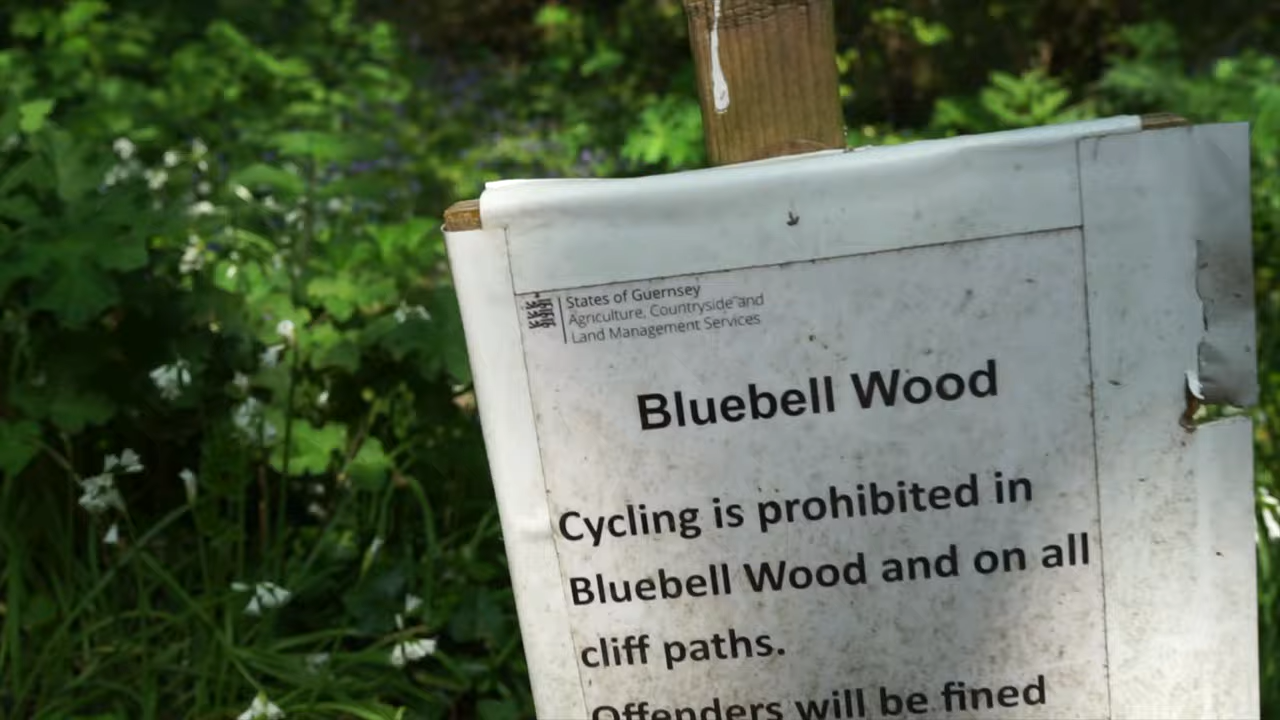 States of Guernsey
Agriculture, Countryside and
Land Management Services
Bluebell Wood
Cycling is prohibited in
Bluebell Wood and on all
cliff paths.
Offenders will be fined